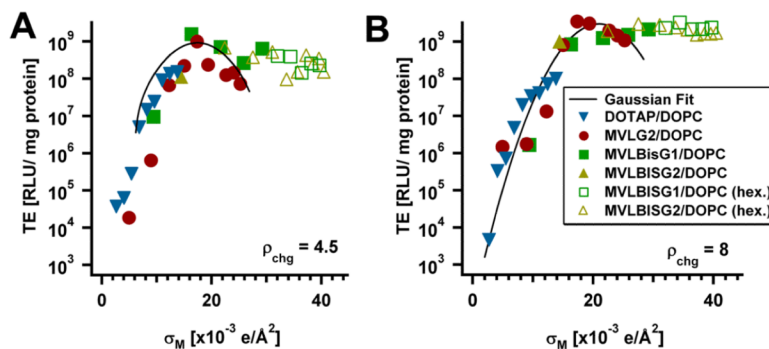 A
TE [RLU/ mg protein]
10⁹
10⁸
10⁷
10⁶
10⁵
10⁴
10³
ρchg = 4.5
0 20 40
σM [x10⁻³ e/Å²]
B
TE [RLU/ mg protein]
10⁹
10⁸
10⁷
10⁶
10⁵
10⁴
10³
Gaussian Fit
DOTAP/DOPC
MVLG2/DOPC
MVLBisG1/DOPC
MVLBISG2/DOPC
MVLBISG1/DOPC (hex.)
MVLBISG2/DOPC (hex.)
ρchg = 8
0 20 40
σM [x10⁻³ e/Å²]